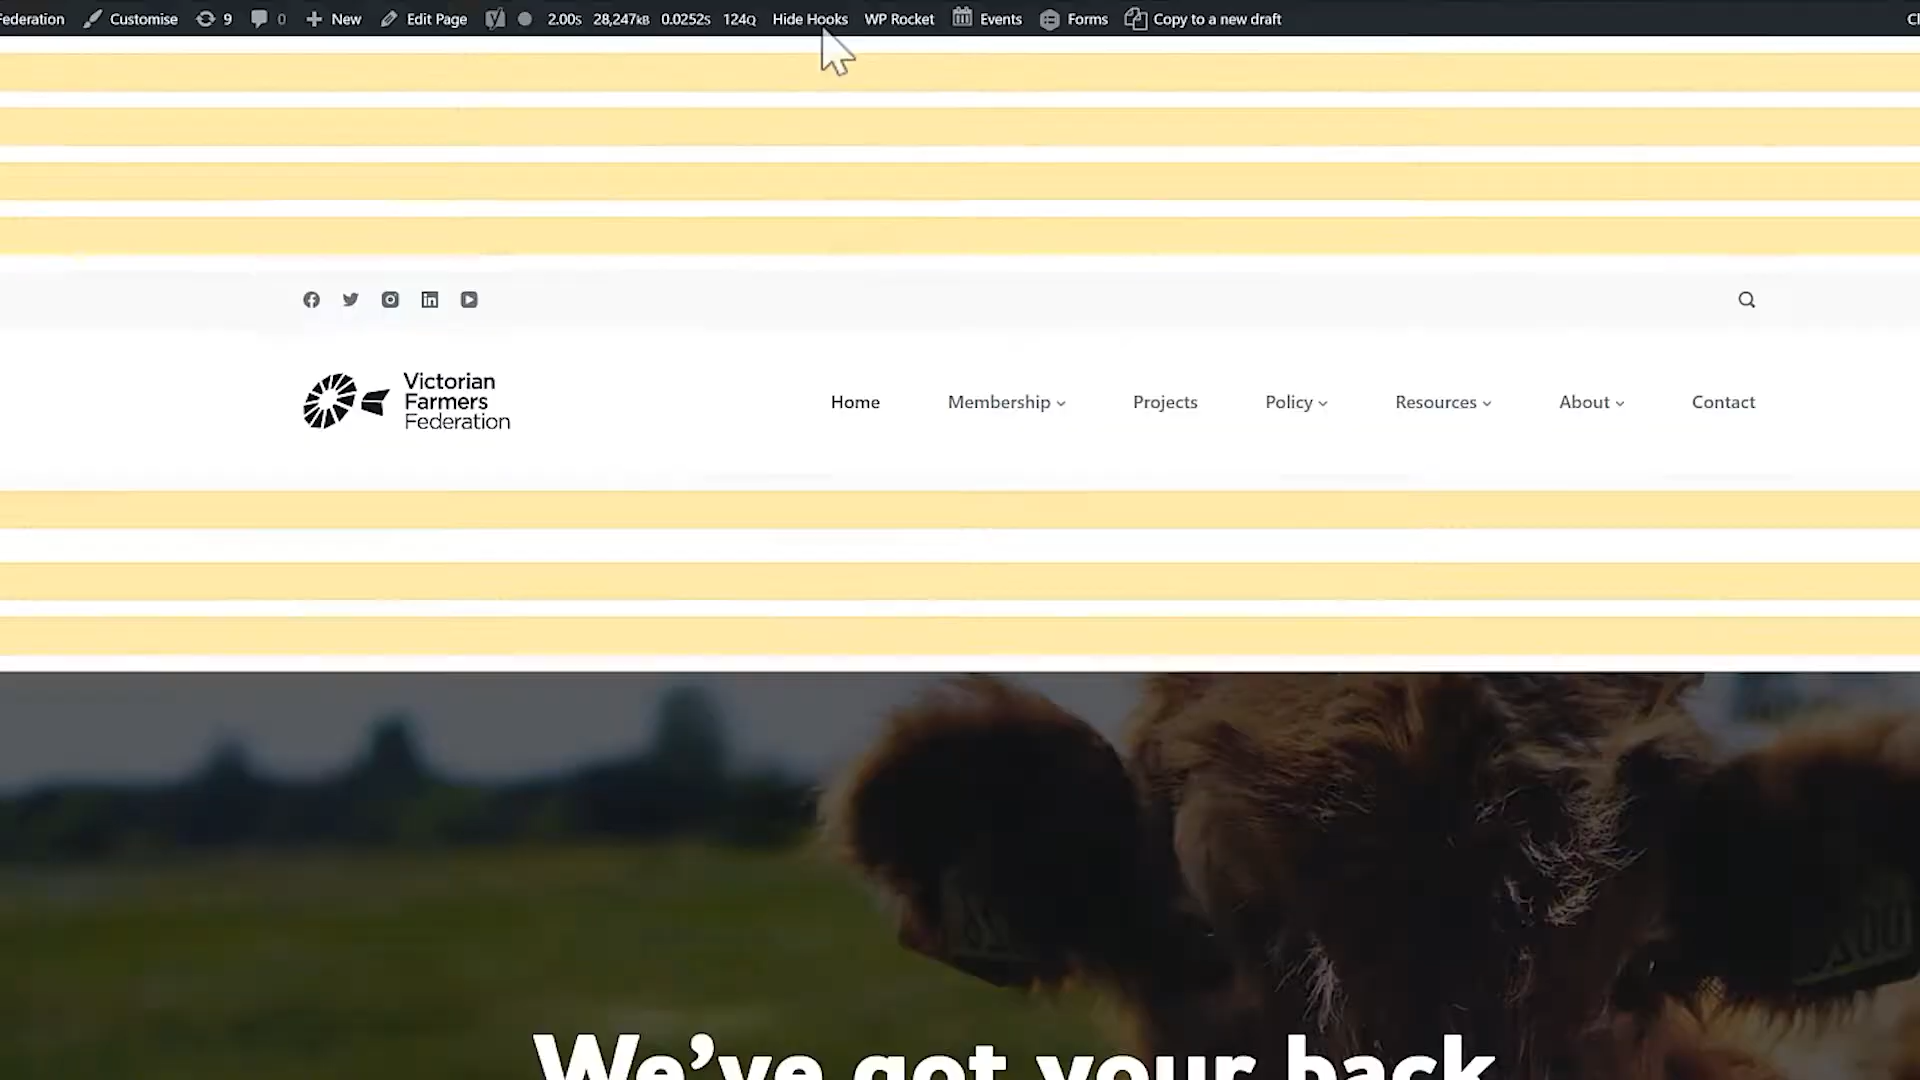 ederation Customise 9 0 New Edit Page 2.00s 28,247kB 0.0252s 124Q Hide Hooks WP Rocket Events Forms Copy to a new draft
Victorian
Farmers
Federation
Home Membership Projects Policy Resources About Contact
We've got your back